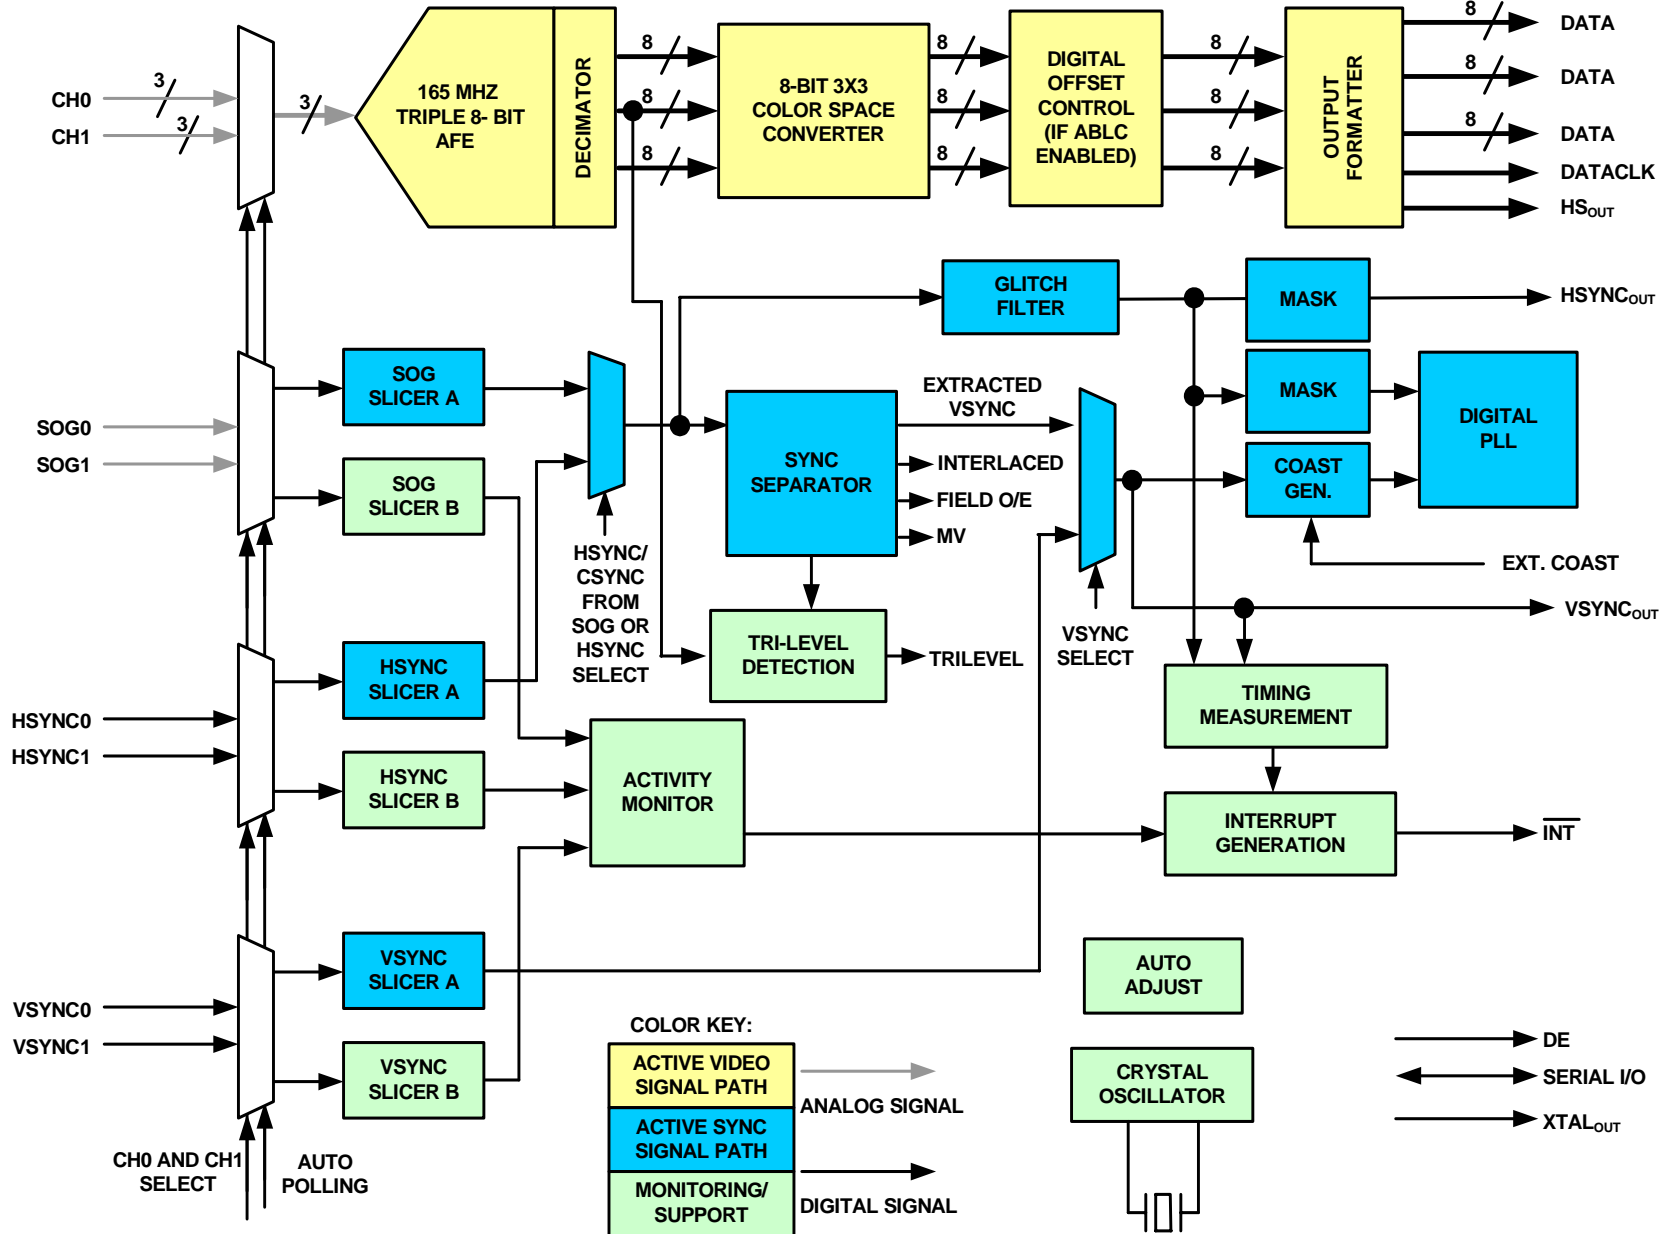 CH0
CH1
3
3
3
165 MHZ
TRIPLE 8- BIT
AFE
DECIMATOR
8
8
8
8-BIT 3X3
COLOR SPACE
CONVERTER
8
8
8
DIGITAL
OFFSET
CONTROL
(IF ABLC
ENABLED)
8
8
8
OUTPUT
FORMATTER
8
DATA
8
DATA
8
DATA
DATACLK
HSOUT
GLITCH
FILTER
MASK
HSYNCOUT
SOG0
SOG1
SOG
SLICER A
SOG
SLICER B
HSYNC/
CSYNC
FROM
SOG OR
HSYNC
SELECT
SYNC
SEPARATOR
EXTRACTED
VSYNC
INTERLACED
FIELD O/E
MV
MASK
COAST
GEN.
DIGITAL
PLL
EXT. COAST
VSYNCOUT
VSYNC
SELECT
TRI-LEVEL
DETECTION
TRILEVEL
HSYNC0
HSYNC1
HSYNC
SLICER A
HSYNC
SLICER B
ACTIVITY
MONITOR
TIMING
MEASUREMENT
INTERRUPT
GENERATION
INT
VSYNC0
VSYNC1
VSYNC
SLICER A
VSYNC
SLICER B
AUTO
ADJUST
CRYSTAL
OSCILLATOR
DE
SERIAL I/O
XTALOUT
CH0 AND CH1
SELECT
AUTO
POLLING
COLOR KEY:
ACTIVE VIDEO
SIGNAL PATH
ACTIVE SYNC
SIGNAL PATH
MONITORING/
SUPPORT
ANALOG SIGNAL
DIGITAL SIGNAL